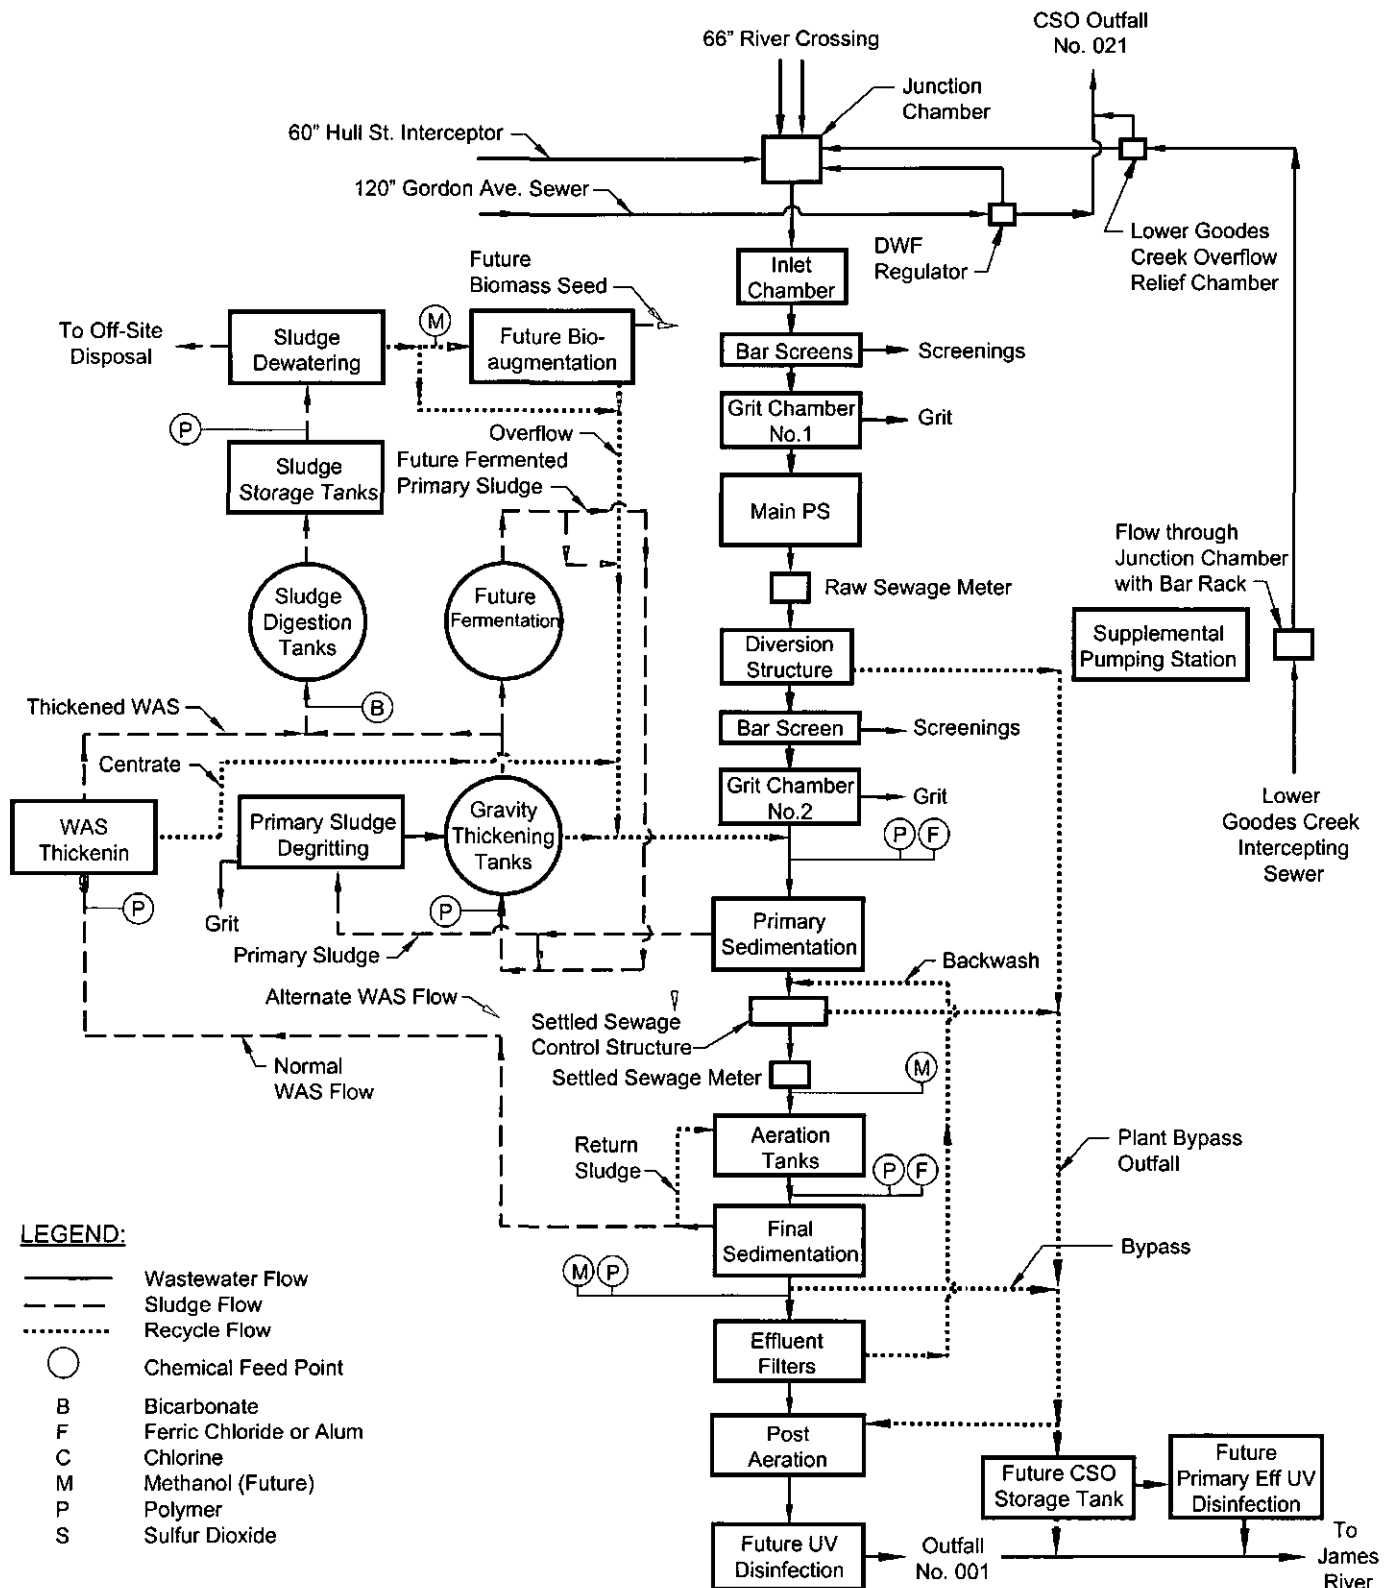 CSO Outfall
No. 021
66" River Crossing
Junction
Chamber
60" Hull St. Interceptor
120" Gordon Ave. Sewer
DWF
Regulator
Lower Goodes
Creek Overflow
Relief Chamber
Inlet
Chamber
Future
Biomass Seed
M
To Off-Site
Disposal
Sludge
Dewatering
Future Bio-
augmentation
Bar Screens
Screenings
Grit Chamber
No.1
Grit
P
Overflow
Future Fermented
Primary Sludge
Sludge
Storage Tanks
Main PS
Flow through
Junction Chamber
with Bar Rack
Raw Sewage Meter
Sludge
Digestion
Tanks
Future
Fermentation
Diversion
Structure
Supplemental
Pumping Station
Thickened WAS
B
Bar Screen
Screenings
Centrate
Grit Chamber
No.2
Grit
WAS
Thickenin
Primary Sludge
Degritting
Gravity
Thickening
Tanks
Lower
Goodes Creek
Intercepting
Sewer
P
F
P
P
Grit
Primary Sludge
Primary
Sedimentation
Backwash
Alternate WAS Flow
Settled Sewage
Control Structure
Normal
WAS Flow
Settled Sewage Meter
M
Return
Sludge
Aeration
Tanks
Plant Bypass
Outfall
P
F
Final
Sedimentation
Bypass
M
P
Effluent
Filters
Post
Aeration
Future CSO
Storage Tank
Future
Primary Eff UV
Disinfection
Future UV
Disinfection
Outfall
No. 001
To
James
River
LEGEND:
Wastewater Flow
Sludge Flow
Recycle Flow
Chemical Feed Point
B Bicarbonate
F Ferric Chloride or Alum
C Chlorine
M Methanol (Future)
P Polymer
S Sulfur Dioxide